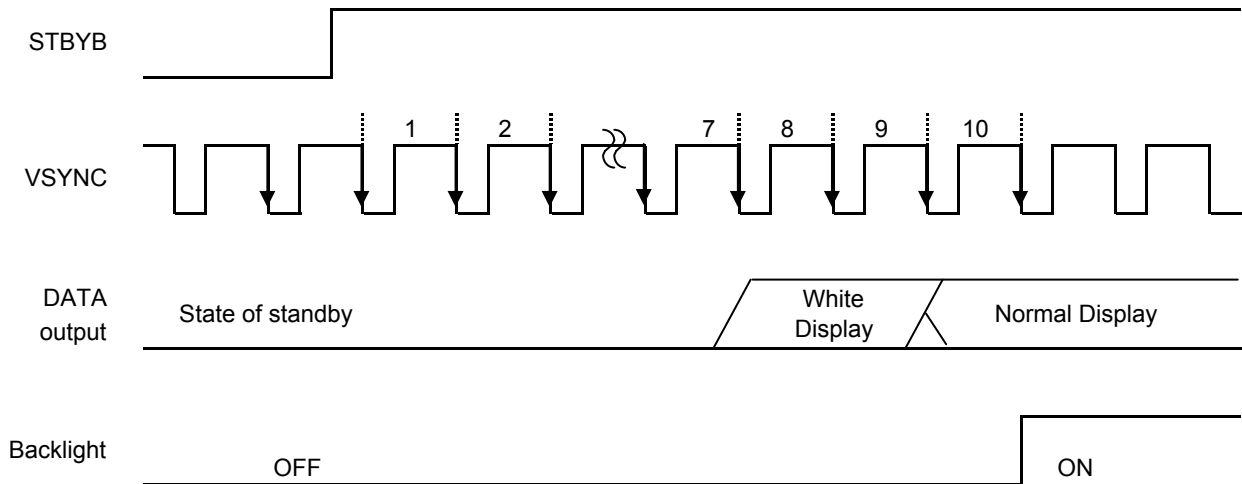 STBYB
1 2 7 8 9 10
VSYNC
DATA
output
State of standby
White
Display
Normal Display
Backlight
OFF
ON